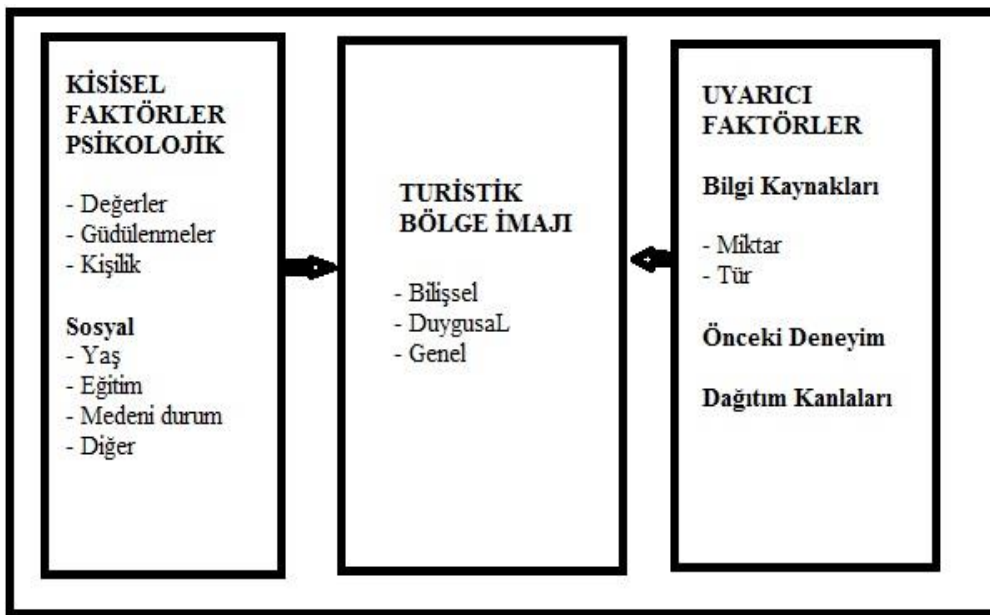 KİSİSEL
FAKTÖRLER
PSİKOLOJİK
- Değerler
- Güdülenmeler
- Kişilik
Sosyal
- Yaş
- Eğitim
- Medeni durum
- Diğer
TURİSTİK
BÖLGE İMAJI
- Bilişsel
- DuygusaL
- Genel
UYARICI
FAKTÖRLER
Bilgi Kaynakları
- Miktar
- Tür
Önceki Deneyim
Dağıtım Kanlaları